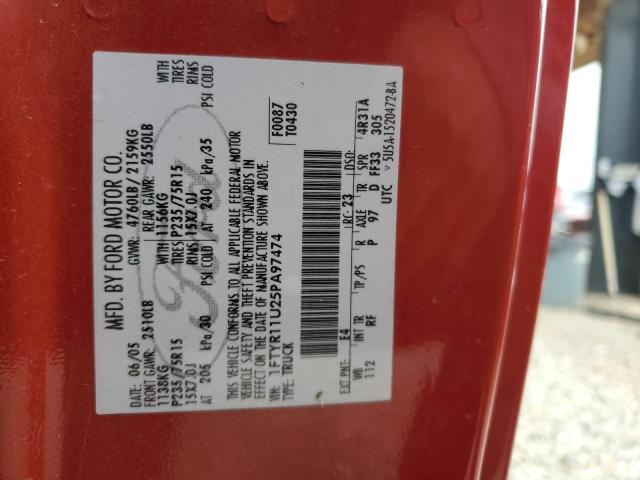 MFD. BY FORD MOTOR CO.
DATE: 06/05 GVWR: 4760LB/ 2159KG
FRONT GAWR: 2510LB REAR GAWR: 2550LB
1138KG WITH 1156KG WITH
P235/75R15 TIRES P235/75R15 TIRES
15X7.0J RIMS 15X7.0J RIMS
AT 205 kPa/30 PSI COLD AT 240 kPa/35 PSI COLD
THIS VEHICLE CONFORMS TO ALL APPLICABLE FEDERAL MOTOR
VEHICLE SAFETY AND THEFT PREVENTION STANDARDS IN
EFFECT ON THE DATE OF MANUFACTURE SHOWN ABOVE.
VIN: 1FTYR11U25PA97474
TYPE: TRUCK
F0087
T0430
EXT PNT: E4 RC: 23 DSO:
WB INT TR TP/PS R AXLE TR SPR 4R31A
112 RF P 97 D FF33 305
UTC ▽ 5U5A-1520472-BA